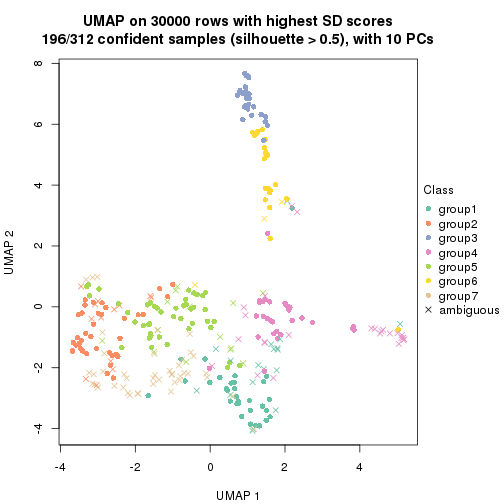 UMAP on 30000 rows with highest SD scores
196/312 confident samples (silhouette > 0.5), with 10 PCs
8
6
4
2
0
-2
-4
UMAP 2
-4
-2
0
2
4
UMAP 1
Class
group1
group2
group3
group4
group5
group6
group7
ambiguous